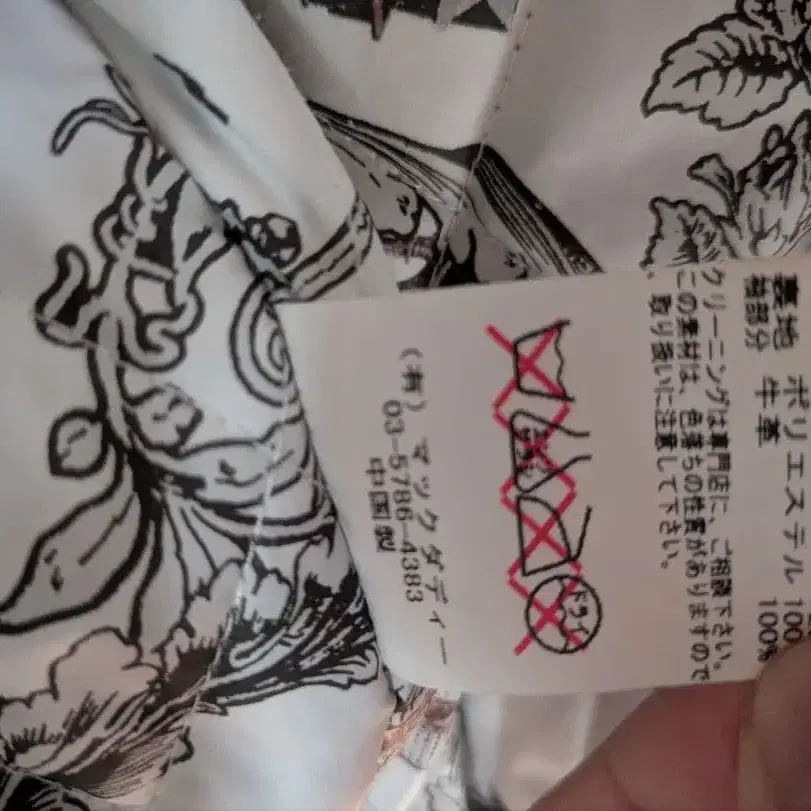 裏地 ポリエステル 100
袖部分 牛革 100%
クリーニングは専門店に、ご相談下さい。
この素材は、色落ちの性質がありますので、
取り扱いに注意して下さい。
ドライ
(有)マックダディー
03-5786-4383
中国製